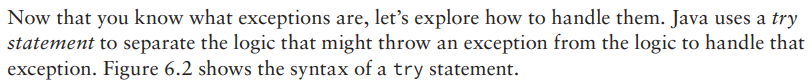 Now that you know what exceptions are, let’s explore how to handle them. Java uses a try
statement to separate the logic that might throw an exception from the logic to handle that
exception. Figure 6.2 shows the syntax of a try statement.